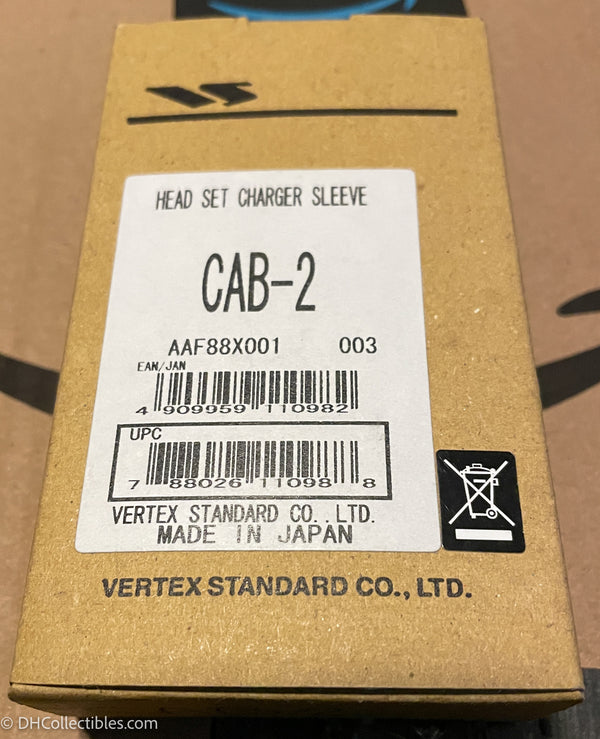 VS
HEAD SET CHARGER SLEEVE
CAB-2
AAF88X001 003
EAN/JAN
4 909959 110982
UPC
7 88026 11098 8
VERTEX STANDARD CO.,LTD.
MADE IN JAPAN
VERTEX STANDARD CO., LTD.
© DHCollectibles.com